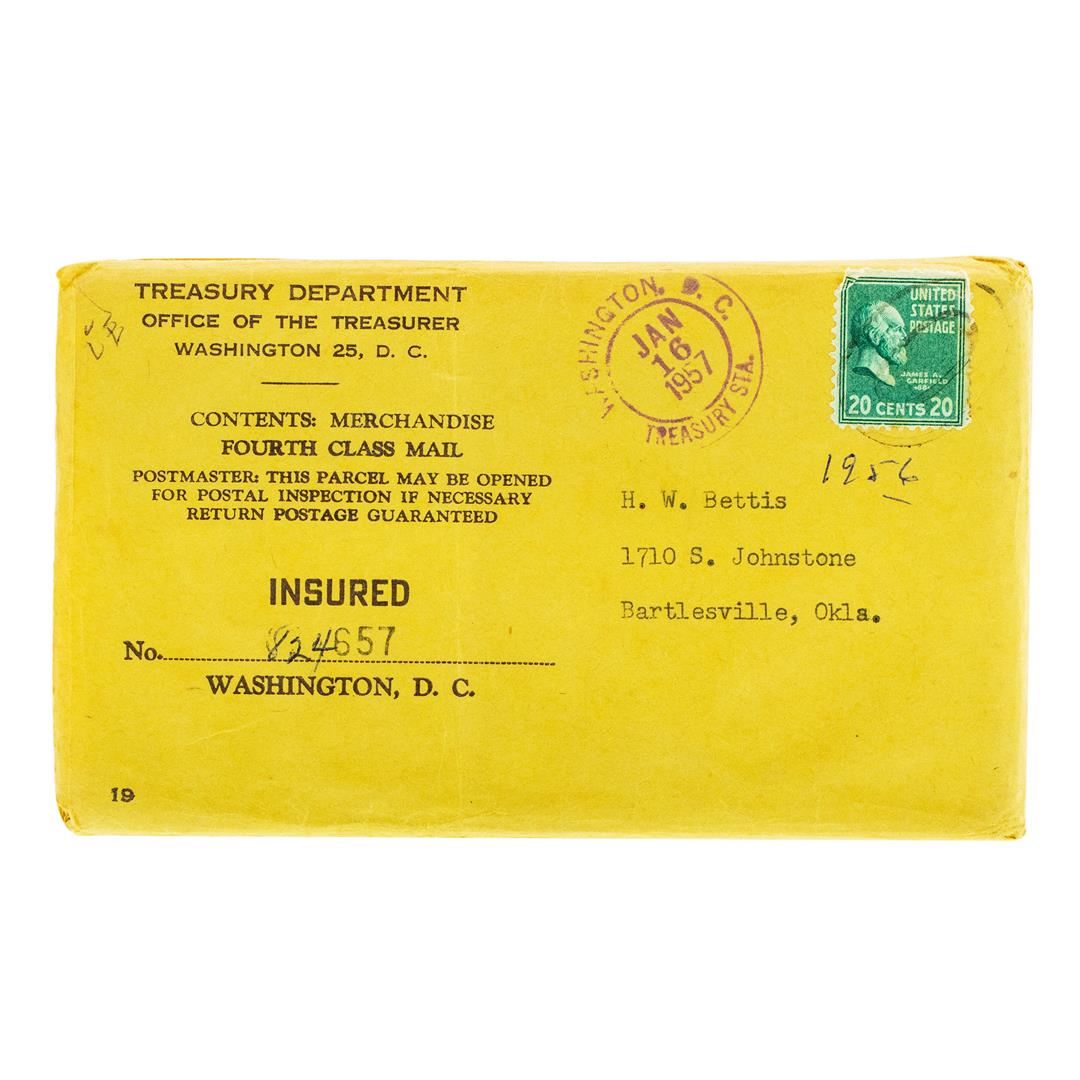 TREASURY DEPARTMENT
OFFICE OF THE TREASURER
WASHINGTON 25, D. C.
CONTENTS: MERCHANDISE
FOURTH CLASS MAIL
POSTMASTER: THIS PARCEL MAY BE OPENED
FOR POSTAL INSPECTION IF NECESSARY
RETURN POSTAGE GUARANTEED
INSURED
No. 824657
WASHINGTON, D. C.
19
WASHINGTON, D. C.
JAN
16
1957
TREASURY STA.
UNITED
STATES
POSTAGE
JAMES A.
GARFIELD
20 CENTS 20
1956
H. W. Bettis
1710 S. Johnstone
Bartlesville, Okla.